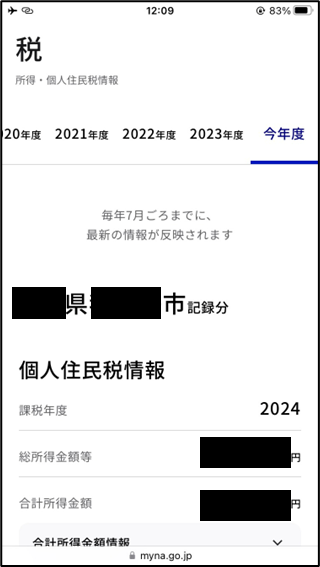 12:09
83%
税
所得・個人住民税情報
20年度 2021年度 2022年度 2023年度 今年度
毎年7月ごろまでに、
最新の情報が反映されます
県 市 記録分
個人住民税情報
課税年度 2024
総所得金額等 円
合計所得金額 円
合計所得金額情報
myna.go.jp